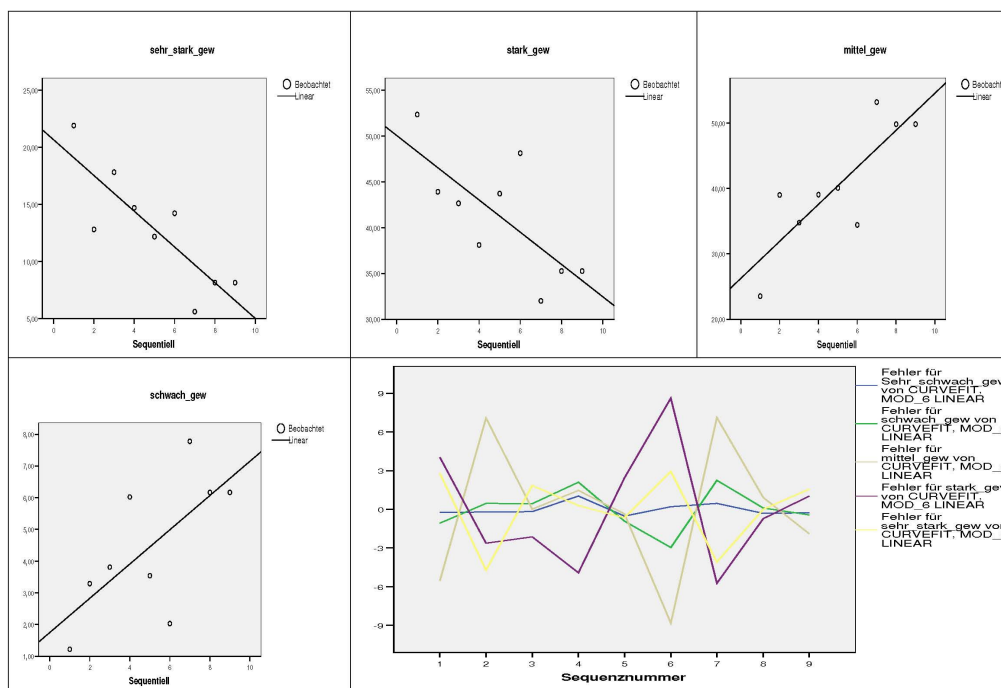 sehr_stark_gew
25,00
20,00
15,00
10,00
5,00
0 2 4 6 8 10
Sequentiell
Beobachtet
Linear
stark_gew
55,00
50,00
45,00
40,00
35,00
30,00
0 2 4 6 8 10
Sequentiell
Beobachtet
Linear
mittel_gew
50,00
40,00
30,00
20,00
0 2 4 6 8 10
Sequentiell
Beobachtet
Linear
schwach_gew
8,00
7,00
6,00
5,00
4,00
3,00
2,00
1,00
0 2 4 6 8 10
Sequentiell
Beobachtet
Linear
9
6
3
0
-3
-6
-9
1 2 3 4 5 6 7 8 9
Sequenznummer
Fehler für
Sehr_schwach_gew
von CURVEFIT,
MOD_6 LINEAR
Fehler für
schwach_gew von
CURVEFIT, MOD_
LINEAR
Fehler für
mittel_gew von
CURVEFIT, MOD_
LINEAR
Fehler für stark_gew
von CURVEFIT,
MOD_6 LINEAR
Fehler für
sehr_stark_gew von
CURVEFIT, MOD_
LINEAR